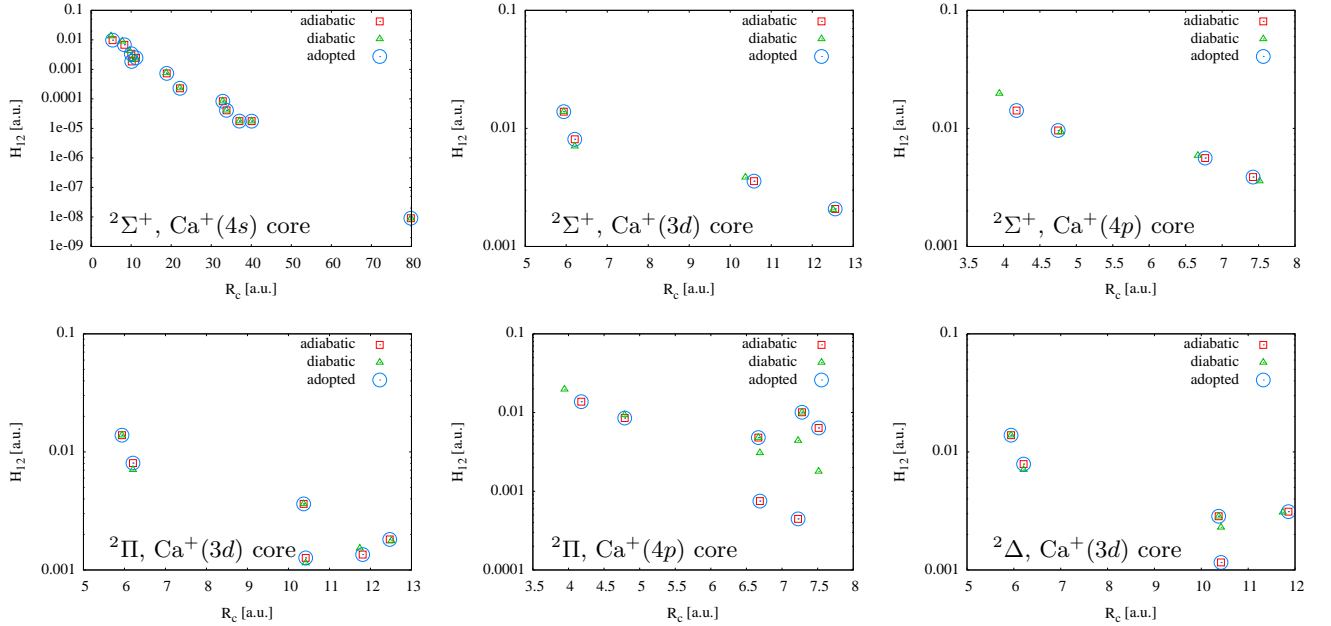 0.1
0.01
0.001
0.0001
1e-05
1e-06
1e-07
1e-08
1e-09
H12 [a.u.]
adiabatic
diabatic
adopted
²Σ⁺, Ca⁺(4s) core
0 10 20 30 40 50 60 70 80
R_c [a.u.]
0.1
0.01
0.001
H12 [a.u.]
adiabatic
diabatic
adopted
²Σ⁺, Ca⁺(3d) core
5 6 7 8 9 10 11 12 13
R_c [a.u.]
0.1
0.01
0.001
H12 [a.u.]
adiabatic
diabatic
adopted
²Σ⁺, Ca⁺(4p) core
3.5 4 4.5 5 5.5 6 6.5 7 7.5 8
R_c [a.u.]
0.1
0.01
0.001
H12 [a.u.]
adiabatic
diabatic
adopted
²Π, Ca⁺(3d) core
5 6 7 8 9 10 11 12 13
R_c [a.u.]
0.1
0.01
0.001
0.0001
H12 [a.u.]
adiabatic
diabatic
adopted
²Π, Ca⁺(4p) core
3.5 4 4.5 5 5.5 6 6.5 7 7.5 8
R_c [a.u.]
0.1
0.01
0.001
H12 [a.u.]
adiabatic
diabatic
adopted
²Δ, Ca⁺(3d) core
5 6 7 8 9 10 11 12
R_c [a.u.]